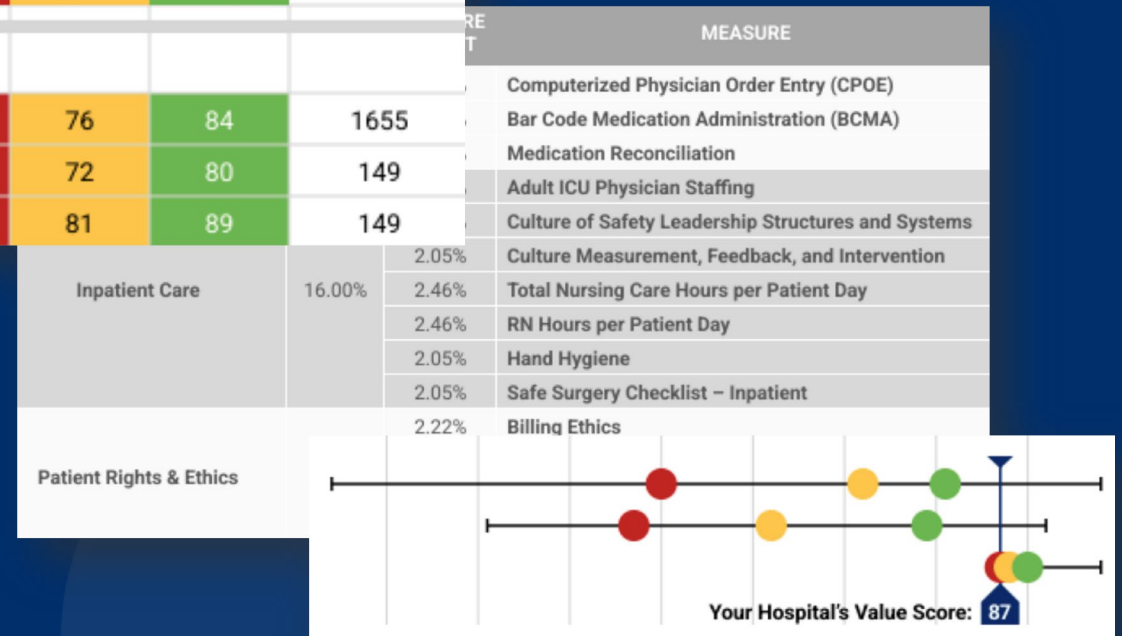 RE
T
MEASURE
Computerized Physician Order Entry (CPOE)
76 84 1655
Bar Code Medication Administration (BCMA)
Medication Reconciliation
72 80 149
Adult ICU Physician Staffing
81 89 149
Culture of Safety Leadership Structures and Systems
2.05% Culture Measurement, Feedback, and Intervention
Inpatient Care 16.00% 2.46% Total Nursing Care Hours per Patient Day
2.46% RN Hours per Patient Day
2.05% Hand Hygiene
2.05% Safe Surgery Checklist – Inpatient
2.22% Billing Ethics
Patient Rights & Ethics
Your Hospital's Value Score: 87